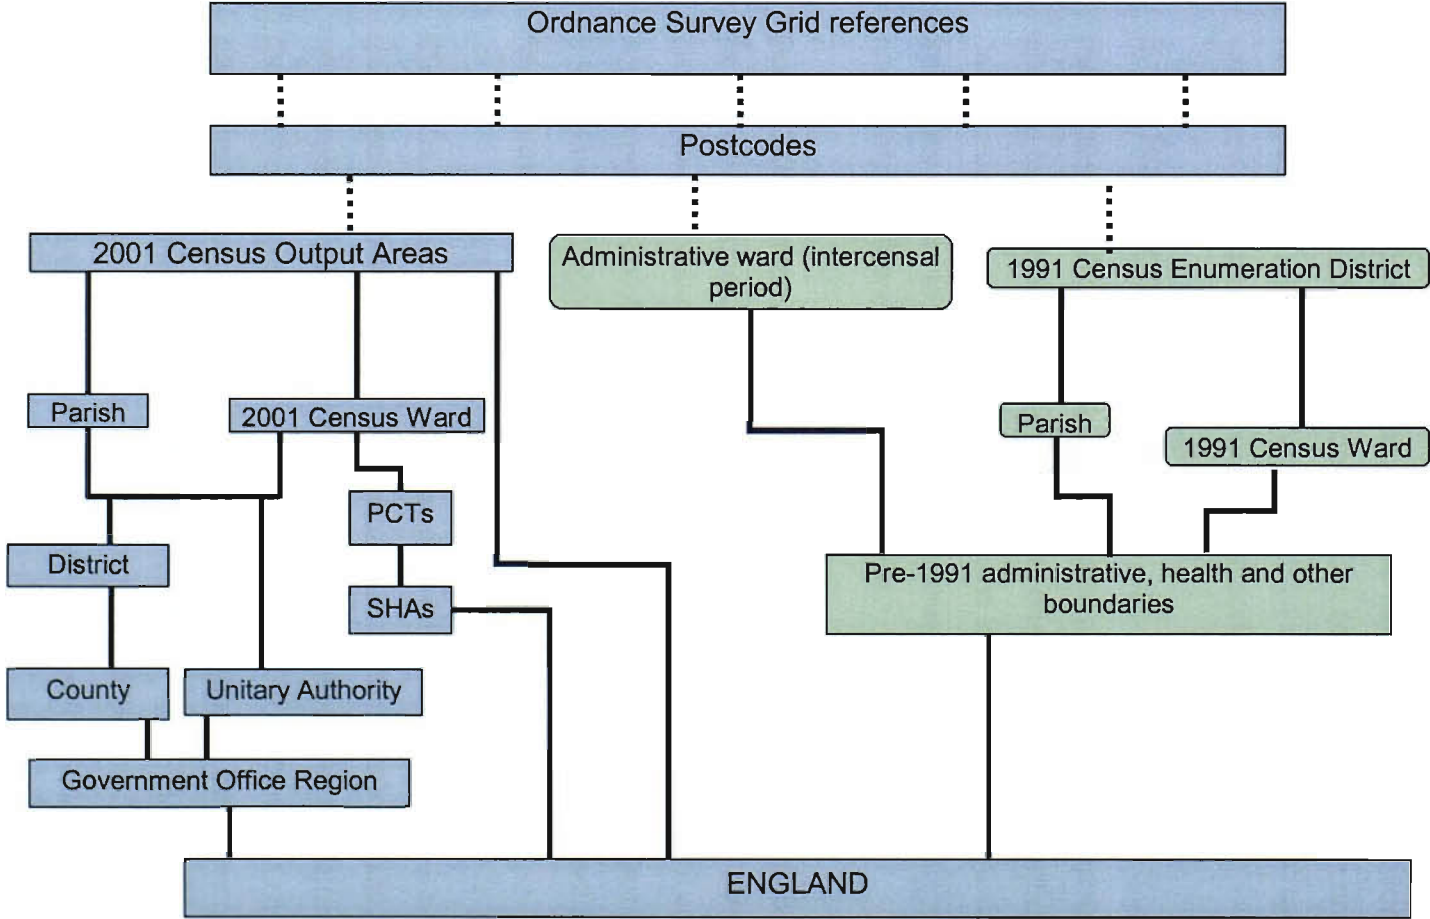 Ordnance Survey Grid references
Postcodes
2001 Census Output Areas
Administrative ward (intercensal
period)
1991 Census Enumeration District
Parish
2001 Census Ward
Parish
1991 Census Ward
PCTs
District
SHAs
Pre-1991 administrative, health and other
boundaries
County
Unitary Authority
Government Office Region
ENGLAND